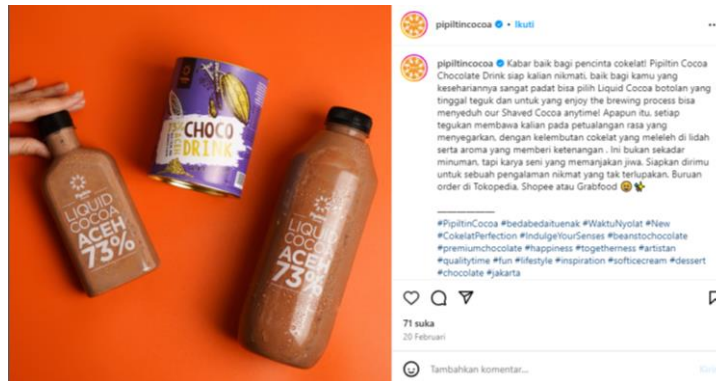 LIQUID
COCOA
ACEH
73%
CHOCO
DRINK
LIQUID
COCOA
ACEH
73%
pipiltincocoa • Ikuti
pipiltincocoa Kabar baik bagi pencinta cokelat! Pipiltin Cocoa
Chocolate Drink siap kalian nikmati, baik bagi kamu yang
kesehariannya sangat padat bisa pilih Liquid Cocoa botolan yang
tinggal teguk dan untuk yang enjoy the brewing process bisa
menyeduh our Shaved Cocoa anytime! Apapun itu, setiap
tegukan membawa kalian pada petualangan rasa yang
menyegarkan, dengan kelembutan cokelat yang meleleh di lidah
serta aroma yang memberi ketenangan . Ini bukan sekadar
minuman, tapi karya seni yang memanjakan jiwa. Siapkan dirimu
untuk sebuah pengalaman nikmat yang tak terlupakan. Buruan
order di Tokopedia, Shopee atau Grabfood
#PipiltinCocoa #bedabedaituenak #WaktuNyolat #New
#CokelatPerfection #IndulgeYourSenses #beanstochocolate
#premiumchocolate #happiness #togetherness #artistan
#qualitytime #fun #lifestyle #inspiration #softicecream #dessert
#chocolate #jakarta
71 suka
20 Februari
Tambahkan komentar...